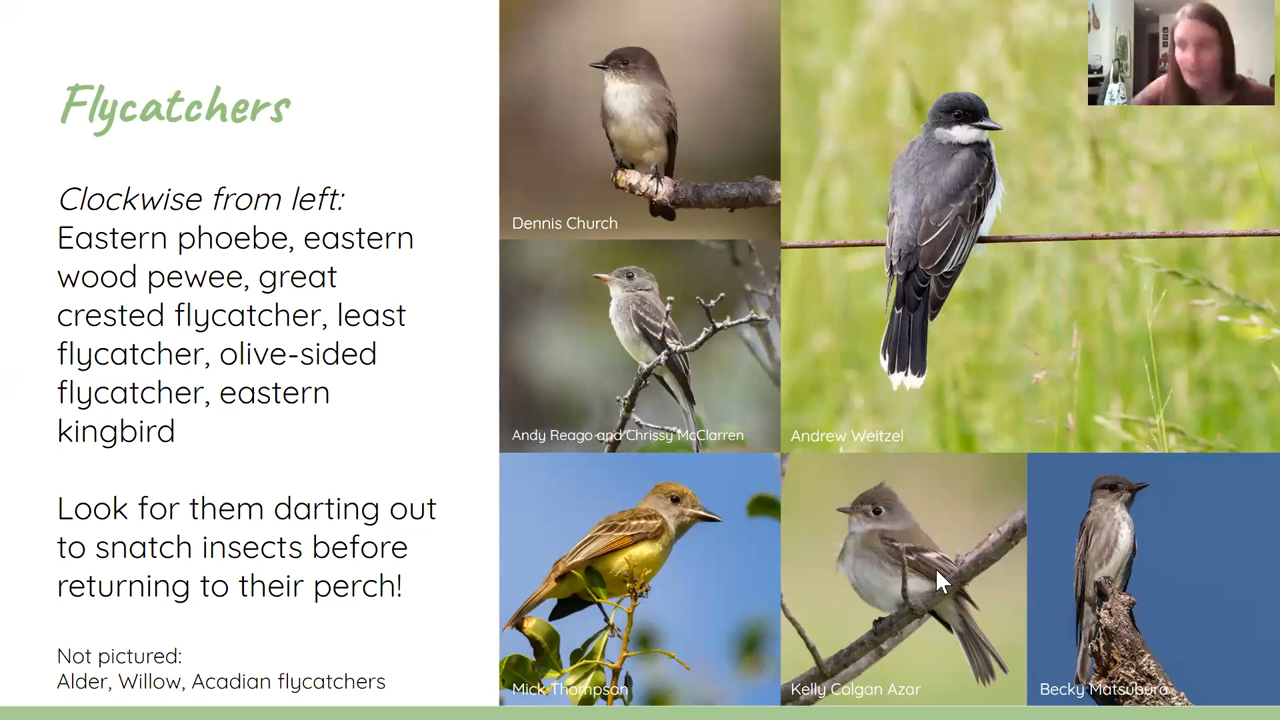 Flycatchers
Clockwise from left:
Eastern phoebe, eastern
wood pewee, great
crested flycatcher, least
flycatcher, olive-sided
flycatcher, eastern
kingbird
Look for them darting out
to snatch insects before
returning to their perch!
Not pictured:
Alder, Willow, Acadian flycatchers
Dennis Church
Andy Reago and Chrissy McClarren
Andrew Weitzel
Mick Thompson
Kelly Colgan Azar
Becky Matsubara